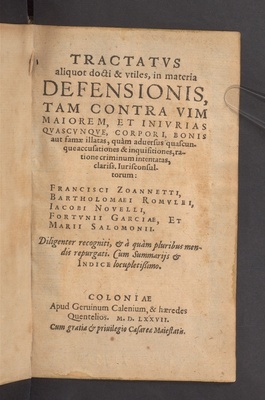 TRACTATVS
aliquot docti & vtiles, in materia
DEFENSIONIS,
TAM CONTRA VIM
MAIOREM, ET INIVRIAS
QVASCVNQVE, CORPORI, BONIS
aut famæ illatas, quàm aduersus quascun-
que accusationes & inquisitiones, ra-
tione criminum intentatas,
clariss. Iurisconsul-
torum:
FRANCISCI ZOANNETTI,
BARTHOLOMAEI ROMVLEI,
IACOBI NOVELLI,
FORTVNII GARCIAE, ET
MARII SALOMONII.
Diligenter recogniti, & à quàm pluribus men-
dis repurgati. Cum Summarijs &
INDICE locupletissimo.
COLONIAE
Apud Geruinum Calenium, & hæredes
Quentelios. M. D. LXXVII.
Cum gratia & priuilegio Cæsareæ Maiestatis.